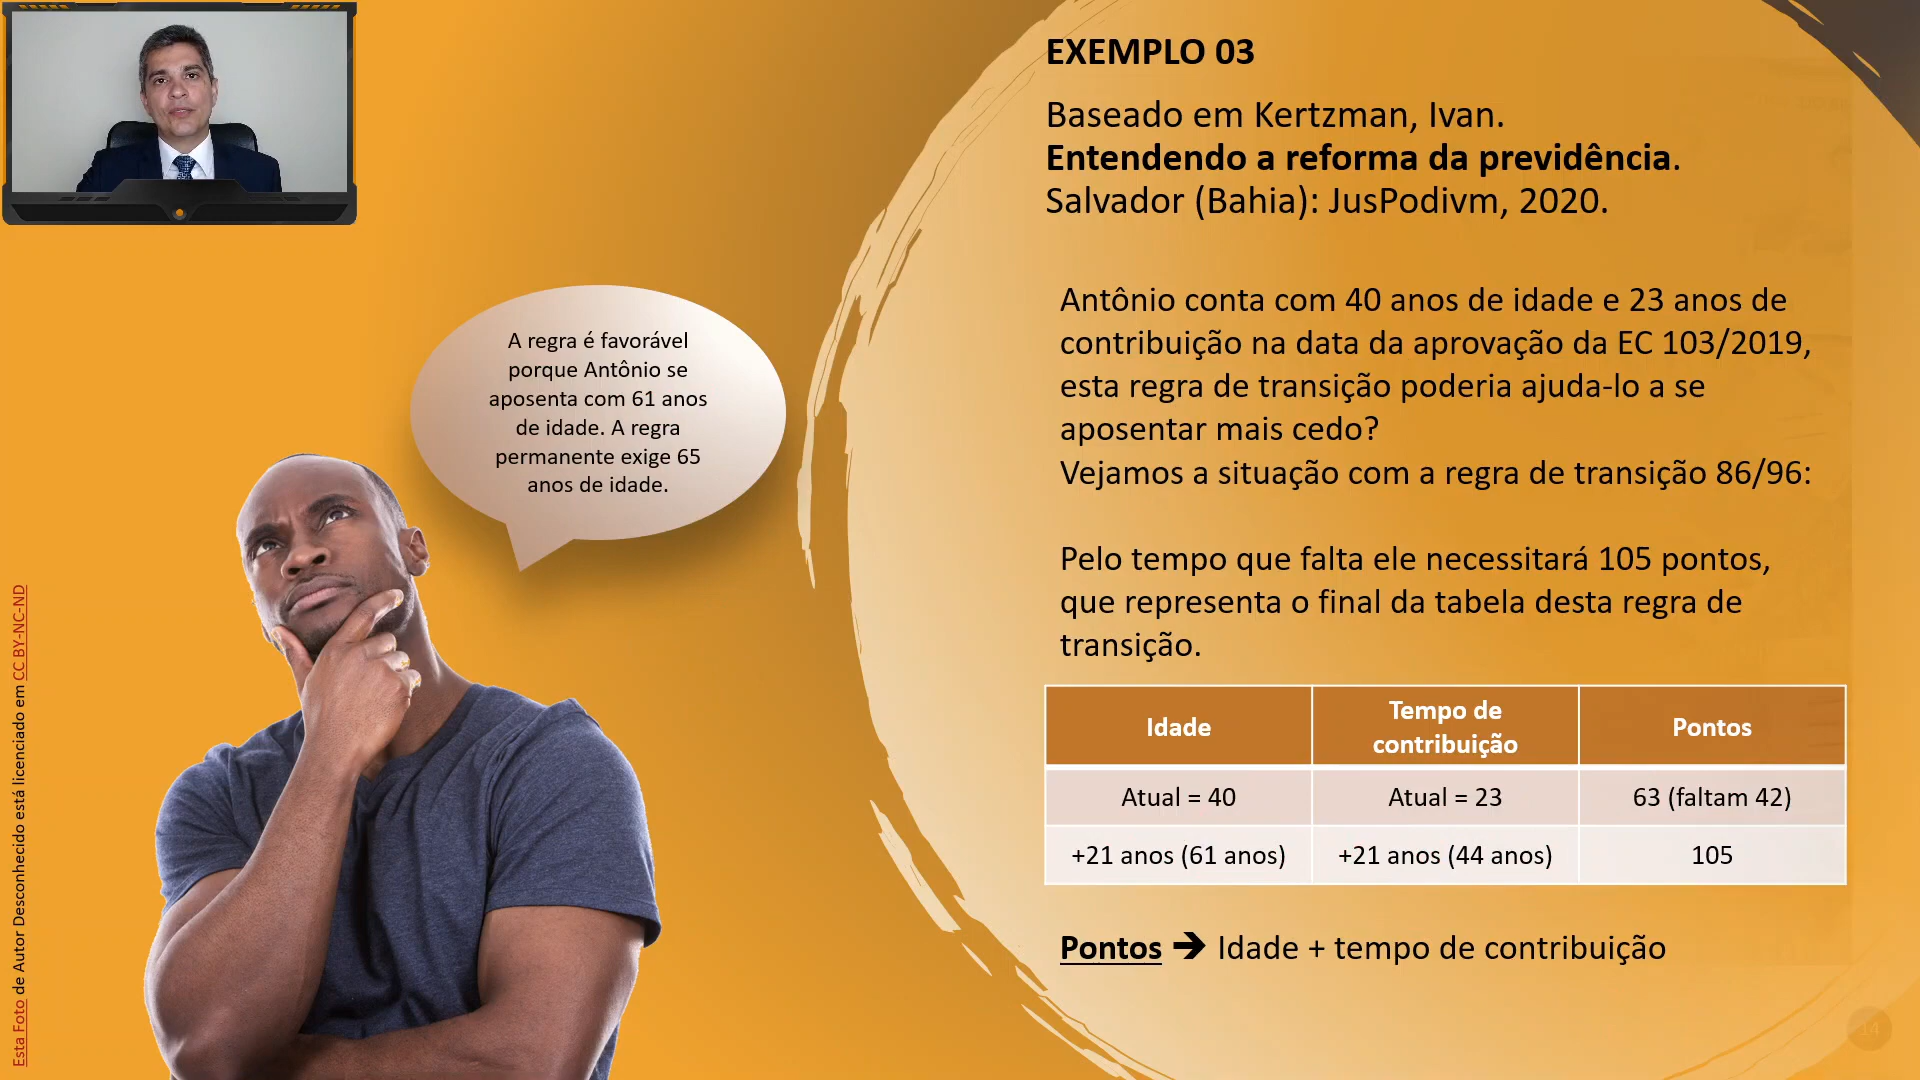 EXEMPLO 03
Baseado em Kertzman, Ivan.
Entendendo a reforma da previdência.
Salvador (Bahia): JusPodivm, 2020.
Antônio conta com 40 anos de idade e 23 anos de
contribuição na data da aprovação da EC 103/2019,
esta regra de transição poderia ajuda-lo a se
aposentar mais cedo?
Vejamos a situação com a regra de transição 86/96:
Pelo tempo que falta ele necessitará 105 pontos,
que representa o final da tabela desta regra de
transição.
Idade
Tempo de
contribuição
Pontos
Atual = 40
Atual = 23
63 (faltam 42)
+21 anos (61 anos)
+21 anos (44 anos)
105
Pontos ➔ Idade + tempo de contribuição
A regra é favorável
porque Antônio se
aposenta com 61 anos
de idade. A regra
permanente exige 65
anos de idade.
Esta Foto de Autor Desconhecido está licenciado em CC BY-NC-ND
14